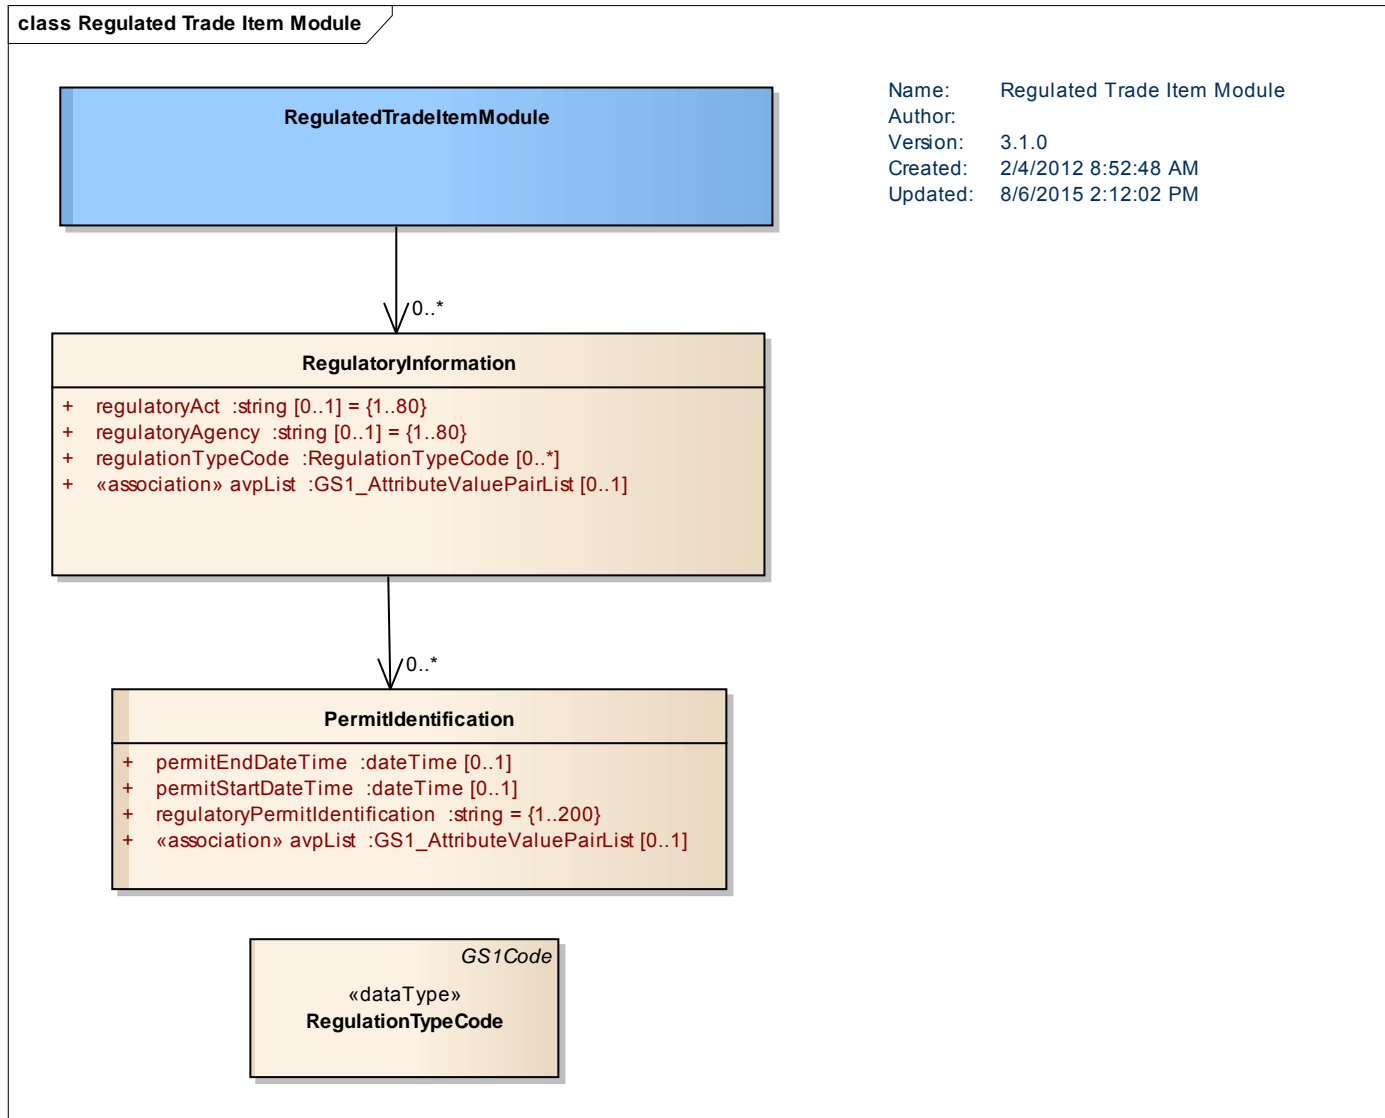 class Regulated Trade Item Module
RegulatedTradeItemModule
Name: Regulated Trade Item Module
Author:
Version: 3.1.0
Created: 2/4/2012 8:52:48 AM
Updated: 8/6/2015 2:12:02 PM
0..*
RegulatoryInformation
+ regulatoryAct :string [0..1] = {1..80}
+ regulatoryAgency :string [0..1] = {1..80}
+ regulationTypeCode :RegulationTypeCode [0..*]
+ «association» avpList :GS1_AttributeValuePairList [0..1]
0..*
PermitIdentification
+ permitEndDateTime :dateTime [0..1]
+ permitStartDateTime :dateTime [0..1]
+ regulatoryPermitIdentification :string = {1..200}
+ «association» avpList :GS1_AttributeValuePairList [0..1]
GS1Code
«dataType»
RegulationTypeCode